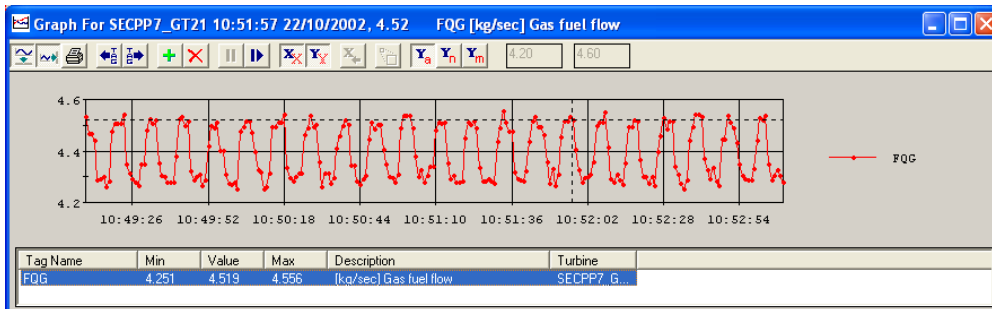 Graph For SECPP7_GT21 10:51:57 22/10/2002, 4.52 FQG [kg/sec] Gas fuel flow
X X Y Y X Ya Yn Ym 4.20 4.60
4.6
4.4
4.2
FQG
10:49:26 10:49:52 10:50:18 10:50:44 10:51:10 10:51:36 10:52:02 10:52:28 10:52:54
Tag Name Min Value Max Description Turbine
FQG 4.251 4.519 4.556 [kg/sec] Gas fuel flow SECPP7_G...